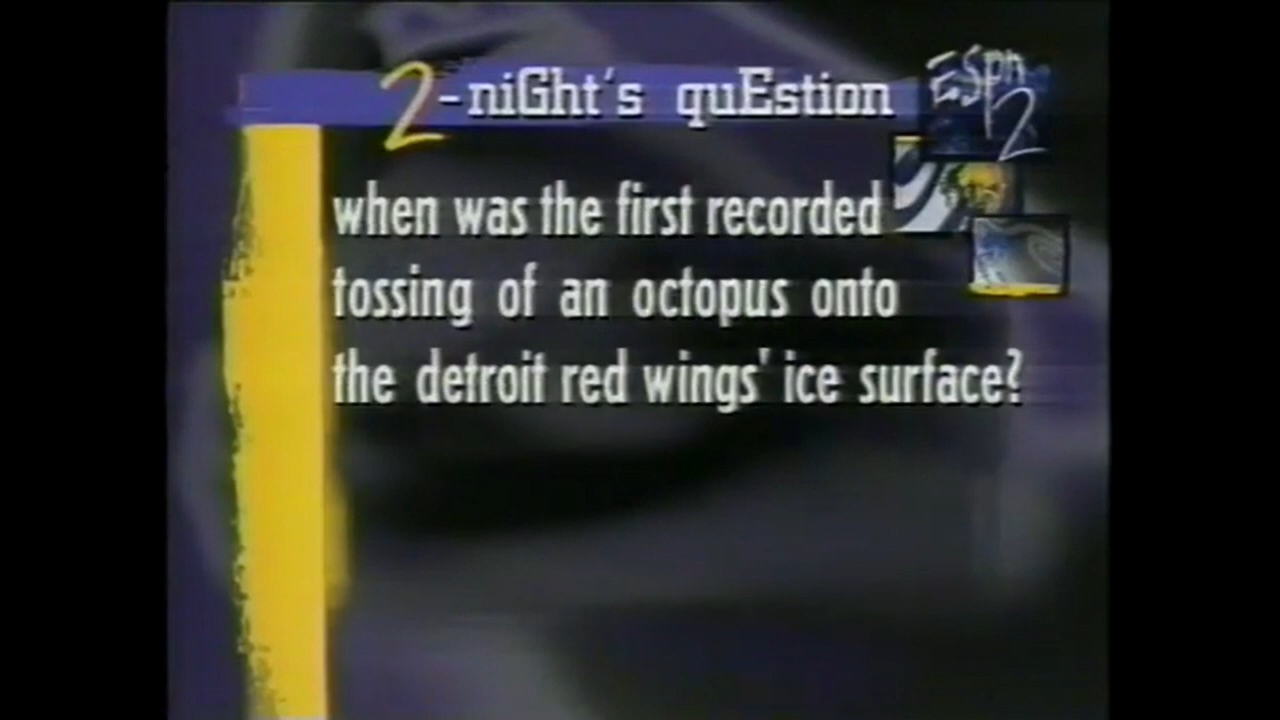 2-niGht's quEstion
ESpn
2
when was the first recorded
tossing of an octopus onto
the detroit red wings' ice surface?